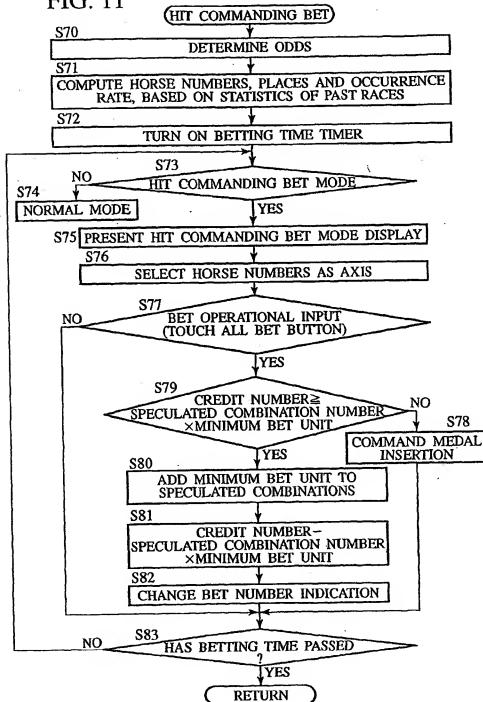 FIG. 11
HIT COMMANDING BET
S70
DETERMINE ODDS
S71
COMPUTE HORSE NUMBERS, PLACES AND OCCURRENCE
RATE, BASED ON STATISTICS OF PAST RACES
S72
TURN ON BETTING TIME TIMER
S73
HIT COMMANDING BET MODE
NO
S74
NORMAL MODE
YES
S75
PRESENT HIT COMMANDING BET MODE DISPLAY
S76
SELECT HORSE NUMBERS AS AXIS
S77
BET OPERATIONAL INPUT
(TOUCH ALL BET BUTTON)
NO
YES
S79
CREDIT NUMBER≧
SPECULATED COMBINATION NUMBER
×MINIMUM BET UNIT
NO
S78
COMMAND MEDAL
INSERTION
YES
S80
ADD MINIMUM BET UNIT TO
SPECULATED COMBINATIONS
S81
CREDIT NUMBER−
SPECULATED COMBINATION NUMBER
×MINIMUM BET UNIT
S82
CHANGE BET NUMBER INDICATION
S83
NO
HAS BETTING TIME PASSED
?
YES
RETURN